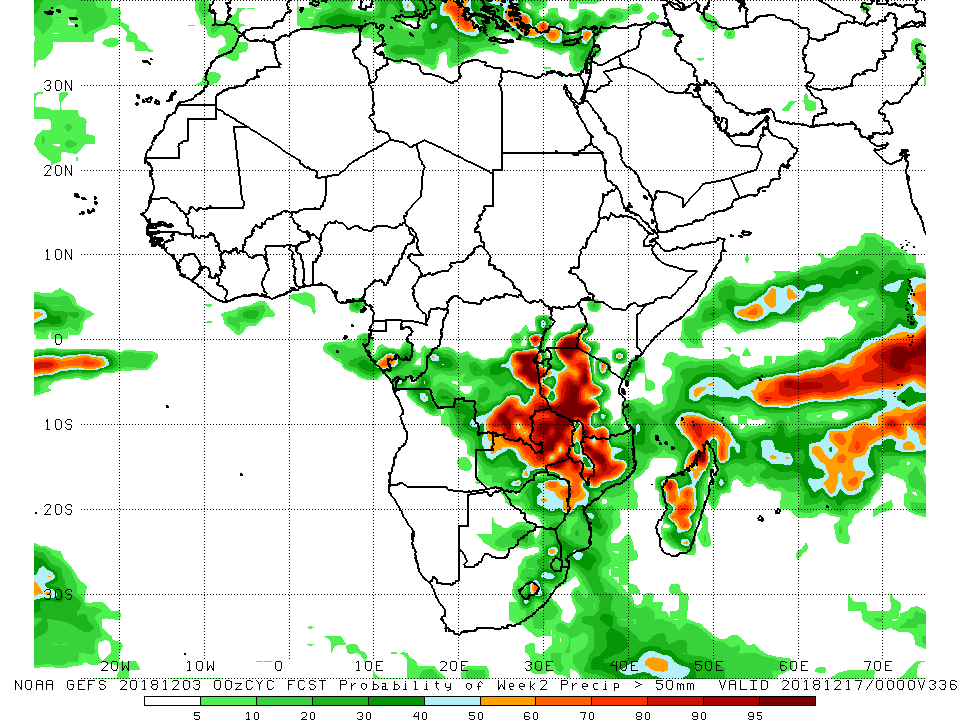 30N
20N
10N
0
10S
20S
30S
20W 10W 0 10E 20E 30E 40E 50E 60E 70E
NOAA GEFS 20181203 00zCYC FCST Probability of Week2 Precip > 50mm VALID 20181217/0000V336
5 10 20 30 40 50 60 70 80 90 95